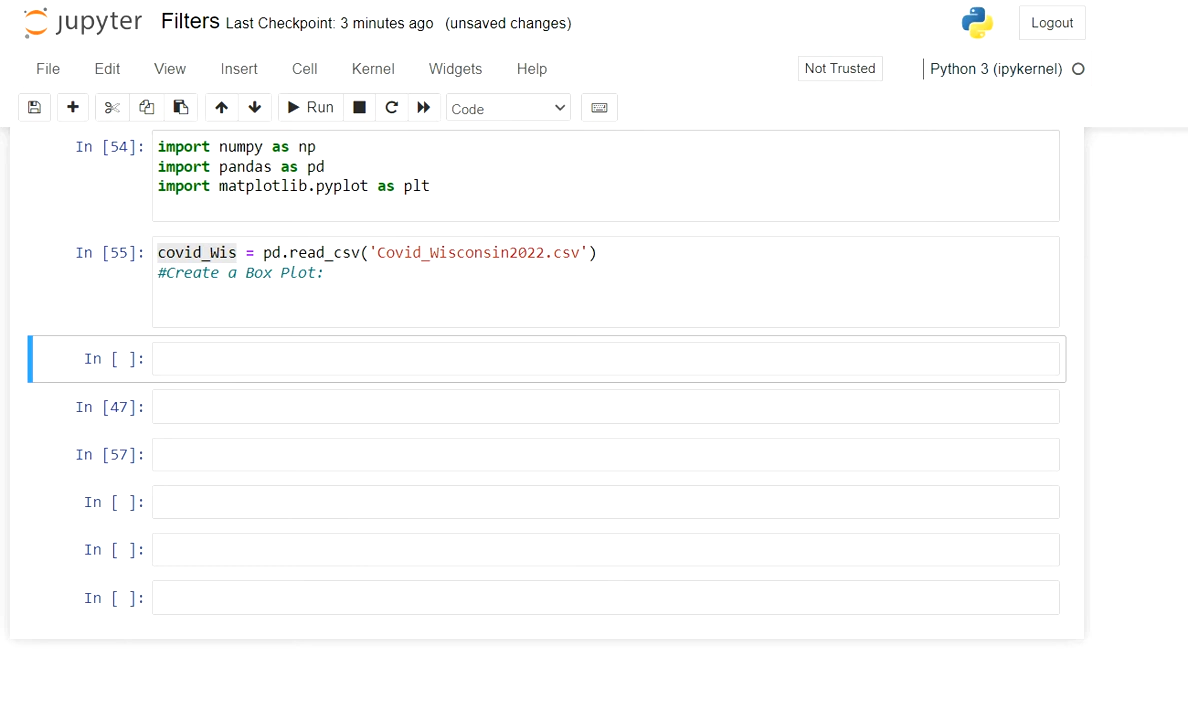 jupyter Filters Last Checkpoint: 3 minutes ago (unsaved changes) Logout
File Edit View Insert Cell Kernel Widgets Help Not Trusted Python 3 (ipykernel)
Run Code
In [54]: import numpy as np
import pandas as pd
import matplotlib.pyplot as plt
In [55]: covid_Wis = pd.read_csv('Covid_Wisconsin2022.csv')
#Create a Box Plot:
In [ ]:
In [47]:
In [57]:
In [ ]:
In [ ]:
In [ ]: